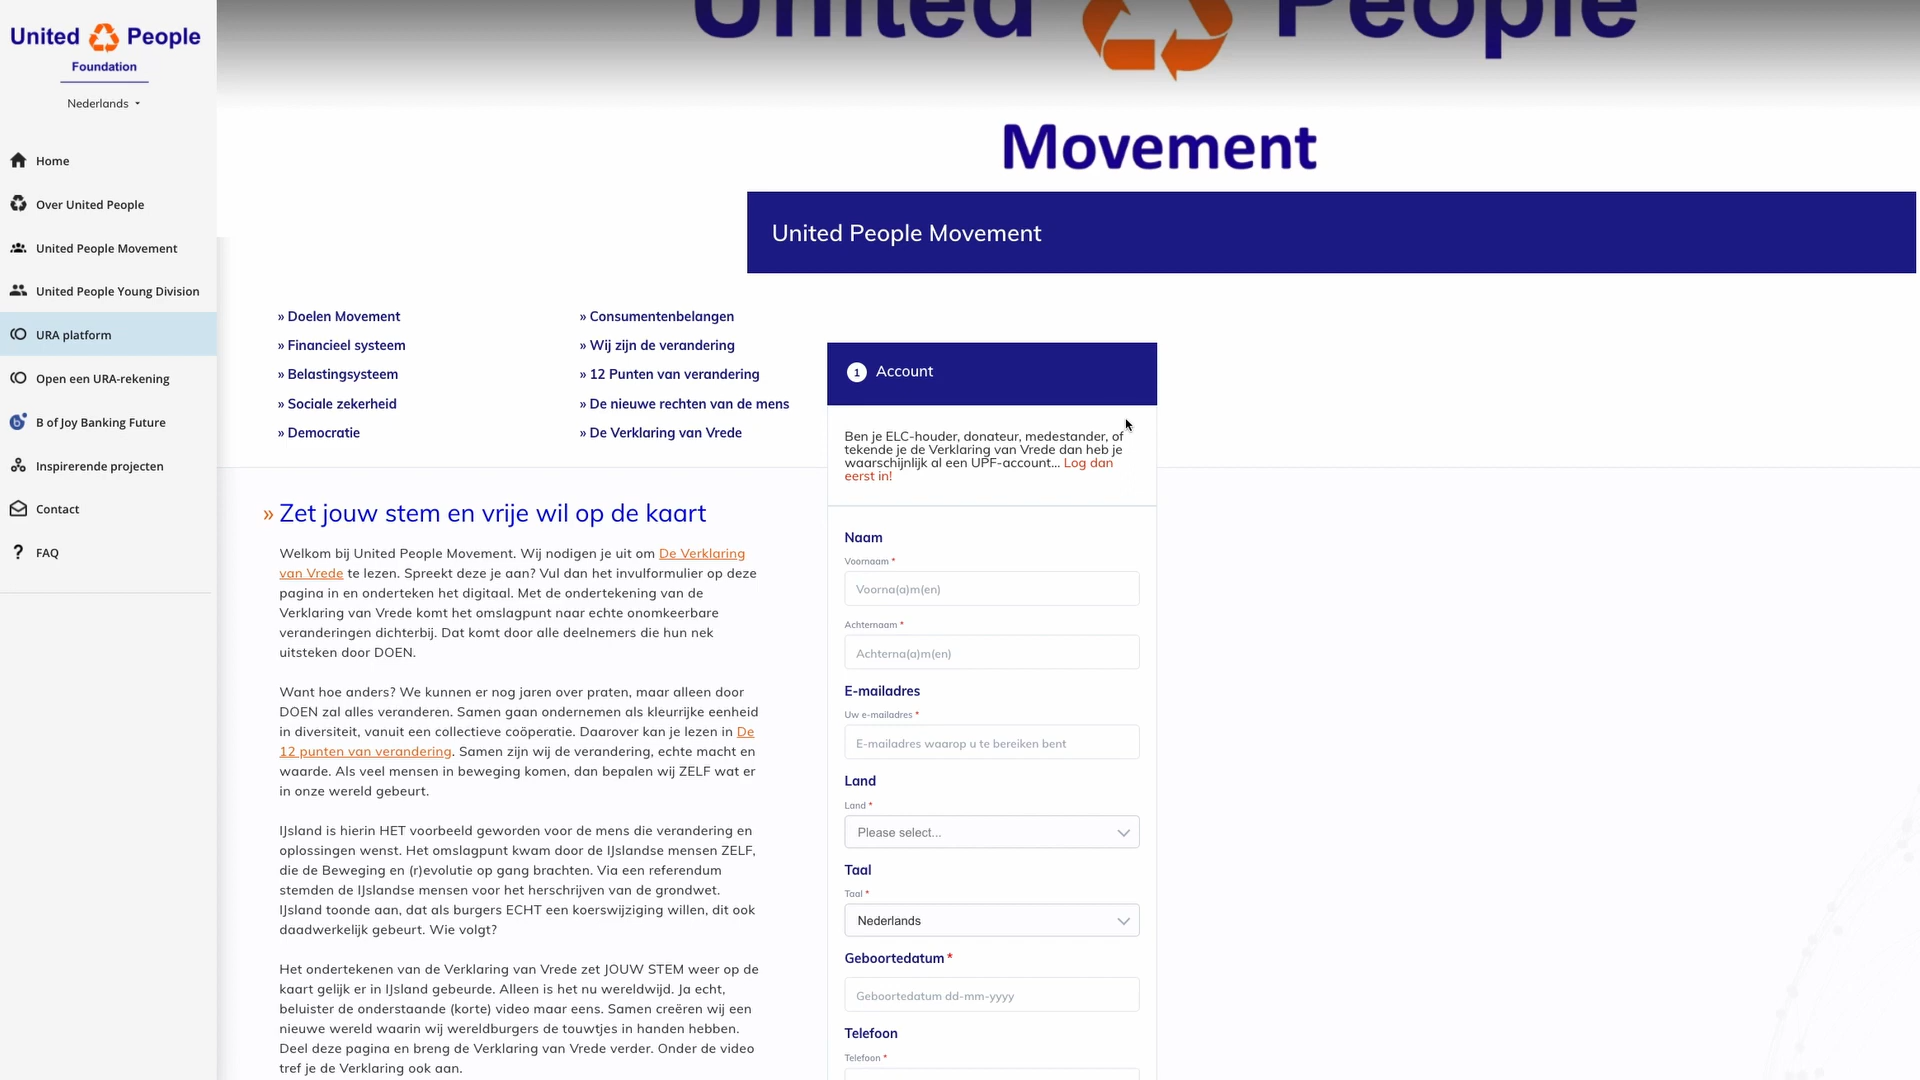 United People
Foundation
Nederlands
Home
Over United People
United People Movement
United People Young Division
URA platform
Open een URA-rekening
B of Joy Banking Future
Inspirerende projecten
Contact
? FAQ
United People
Movement
United People Movement
» Doelen Movement
» Financieel systeem
» Belastingsysteem
» Sociale zekerheid
» Democratie
» Consumentenbelangen
» Wij zijn de verandering
» 12 Punten van verandering
» De nieuwe rechten van de mens
» De Verklaring van Vrede
» Zet jouw stem en vrije wil op de kaart
Welkom bij United People Movement. Wij nodigen je uit om De Verklaring
van Vrede te lezen. Spreekt deze je aan? Vul dan het invulformulier op deze
pagina in en onderteken het digitaal. Met de ondertekening van de
Verklaring van Vrede komt het omslagpunt naar echte onomkeerbare
veranderingen dichterbij. Dat komt door alle deelnemers die hun nek
uitsteken door DOEN.
Want hoe anders? We kunnen er nog jaren over praten, maar alleen door
DOEN zal alles veranderen. Samen gaan ondernemen als kleurrijke eenheid
in diversiteit, vanuit een collectieve coöperatie. Daarover kan je lezen in De
12 punten van verandering. Samen zijn wij de verandering, echte macht en
waarde. Als veel mensen in beweging komen, dan bepalen wij ZELF wat er
in onze wereld gebeurt.
IJsland is hierin HET voorbeeld geworden voor de mens die verandering en
oplossingen wenst. Het omslagpunt kwam door de IJslandse mensen ZELF,
die de Beweging en (r)evolutie op gang brachten. Via een referendum
stemden de IJslandse mensen voor het herschrijven van de grondwet.
IJsland toonde aan, dat als burgers ECHT een koerswijziging willen, dit ook
daadwerkelijk gebeurt. Wie volgt?
Het ondertekenen van de Verklaring van Vrede zet JOUW STEM weer op de
kaart gelijk er in IJsland gebeurde. Alleen is het nu wereldwijd. Ja echt,
beluister de onderstaande (korte) video maar eens. Samen creëren wij een
nieuwe wereld waarin wij wereldburgers de touwtjes in handen hebben.
Deel deze pagina en breng de Verklaring van Vrede verder. Onder de video
tref je de Verklaring ook aan.
1 Account
Ben je ELC-houder, donateur, medestander, of
tekende je de Verklaring van Vrede dan heb je
waarschijnlijk al een UPF-account... Log dan
eerst in!
Naam
Voornaam *
Voorna(a)m(en)
Achternaam *
Achterna(a)m(en)
E-mailadres
Uw e-mailadres *
E-mailadres waarop u te bereiken bent
Land
Land *
Please select...
Taal
Taal *
Nederlands
Geboortedatum *
Geboortedatum dd-mm-yyyy
Telefoon
Telefoon *